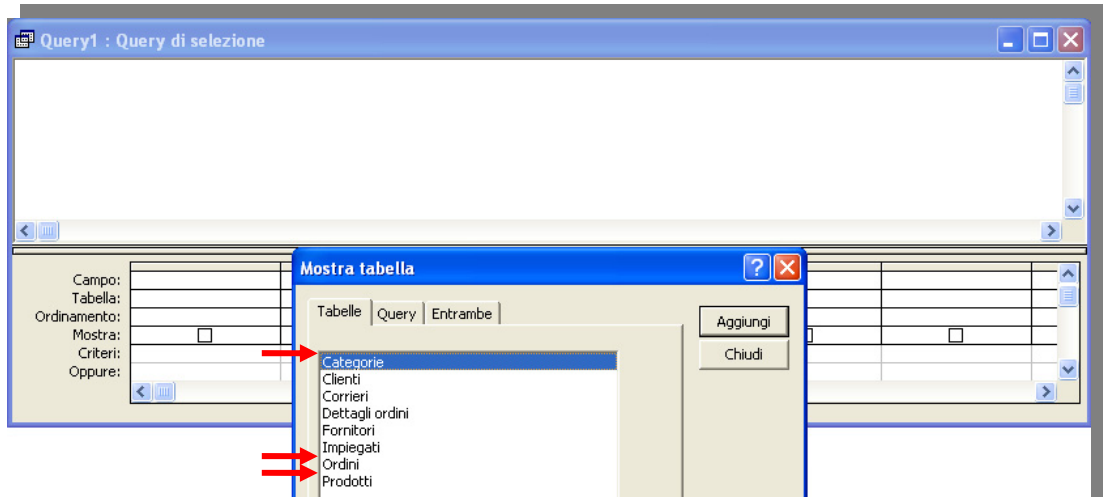 Query1 : Query di selezione
Campo:
Tabella:
Ordinamento:
Mostra:
Criteri:
Oppure:
Mostra tabella
Tabelle Query Entrambe
Aggiungi
Chiudi
Categorie
Clienti
Corrieri
Dettagli ordini
Fornitori
Impiegati
Ordini
Prodotti